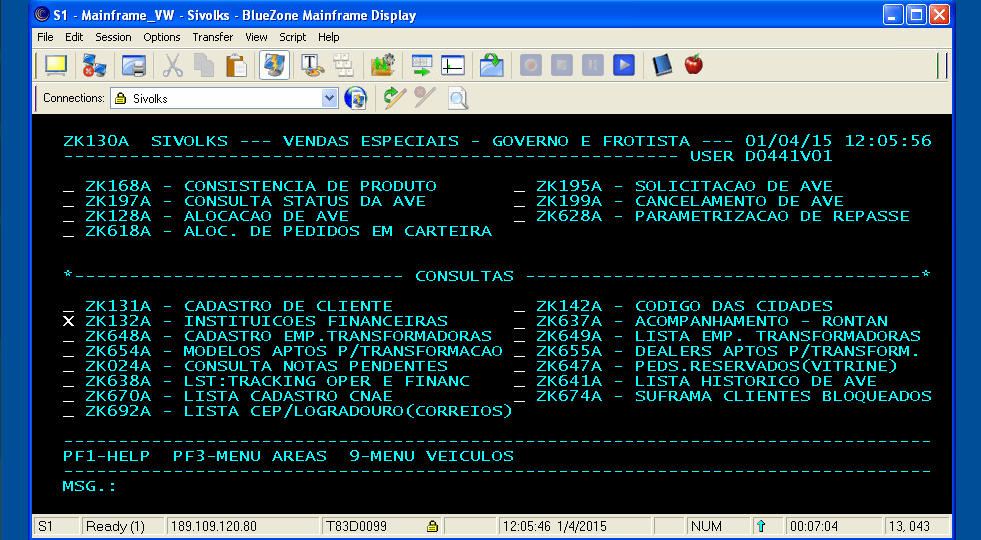 S1 - Mainframe_VW - Sivolks - BlueZone Mainframe Display
File Edit Session Options Transfer View Script Help
Connections: Sivolks
ZK130A SIVOLKS --- VENDAS ESPECIAIS - GOVERNO E FROTISTA --- 01/04/15 12:05:56
-------------------------------------------------------- USER D0441V01
_ ZK168A - CONSISTENCIA DE PRODUTO _ ZK195A - SOLICITACAO DE AVE
_ ZK197A - CONSULTA STATUS DA AVE _ ZK199A - CANCELAMENTO DE AVE
_ ZK128A - ALOCACAO DE AVE _ ZK628A - PARAMETRIZACAO DE REPASSE
_ ZK618A - ALOC. DE PEDIDOS EM CARTEIRA
*------------------------------ CONSULTAS ------------------------------------*
_ ZK131A - CADASTRO DE CLIENTE _ ZK142A - CODIGO DAS CIDADES
X ZK132A - INSTITUICOES FINANCEIRAS _ ZK637A - ACOMPANHAMENTO - RONTAN
_ ZK648A - CADASTRO EMP.TRANSFORMADORAS _ ZK649A - LISTA EMP. TRANSFORMADORAS
_ ZK654A - MODELOS APTOS P/TRANSFORMACAO _ ZK655A - DEALERS APTOS P/TRANSFORM.
_ ZK024A - CONSULTA NOTAS PENDENTES _ ZK647A - PEDS.RESERVADOS(VITRINE)
_ ZK638A - LST:TRACKING OPER E FINANC _ ZK641A - LISTA HISTORICO DE AVE
_ ZK670A - LISTA CADASTRO CNAE _ ZK674A - SUFRAMA CLIENTES BLOQUEADOS
_ ZK692A - LISTA CEP/LOGRADOURO(CORREIOS)
-------------------------------------------------------------------------------
PF1-HELP PF3-MENU AREAS 9-MENU VEICULOS
-------------------------------------------------------------------------------
MSG.:
S1 Ready (1) 189.109.120.80 T83D0099 12:05:46 1/4/2015 NUM 00:07:04 13, 043